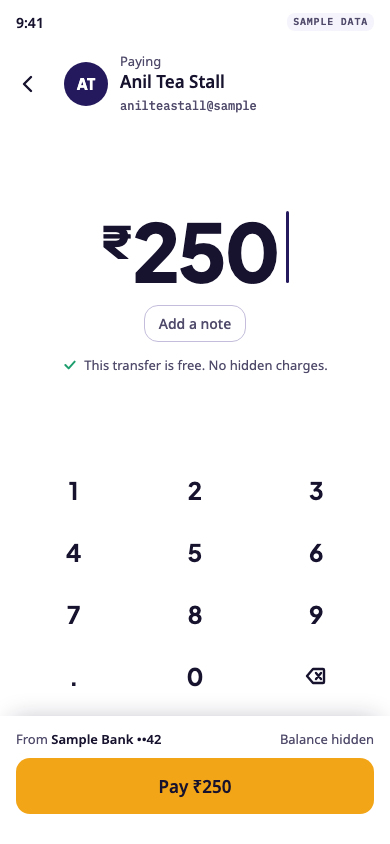 9:41
SAMPLE DATA
AT
Paying
Anil Tea Stall
anilteastall@sample
₹250
Add a note
This transfer is free. No hidden charges.
1 2 3
4 5 6
7 8 9
. 0
From Sample Bank ••42
Balance hidden
Pay ₹250